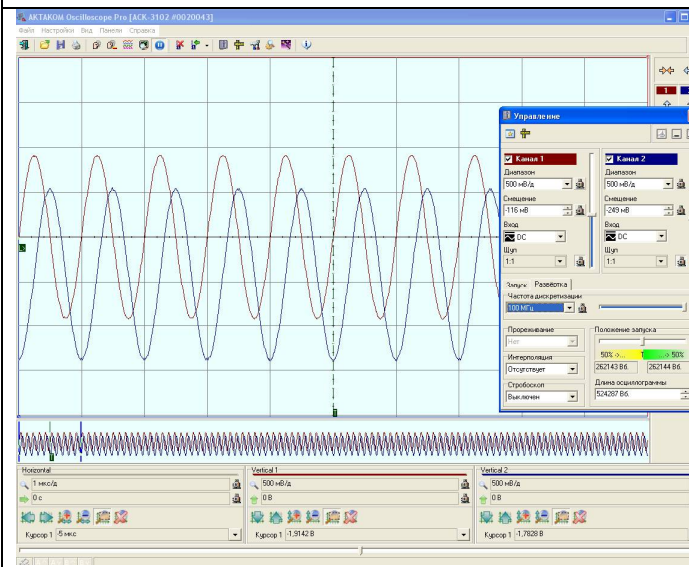 AKTAKOM Oscilloscope Pro [АСК-3102 #0020043]
Файл Настройки Вид Панели Справка
1
Управление
Канал 1
Канал 2
Диапазон
Диапазон
500 мВ/д
500 мВ/д
Смещение
Смещение
-116 мВ
-249 мВ
Вход
Вход
DC
DC
Щуп
Щуп
1:1
1:1
Запуск Развёртка
Частота дискретизации
100 МГц
Прореживание
Нет
Положение запуска
50% <-... T ...-> 50%
262143 Вб. 262144 Вб.
Интерполяция
Отсутствует
Стробоскоп
Выключен
Длина осциллограммы
524287 Вб.
Horizontal
Vertical 1
Vertical 2
1 мкс/д
500 мВ/д
500 мВ/д
0 с
0 В
0 В
Курсор 1 -5 мкс
Курсор 1 -1,9142 В
Курсор 1 -1,7828 В